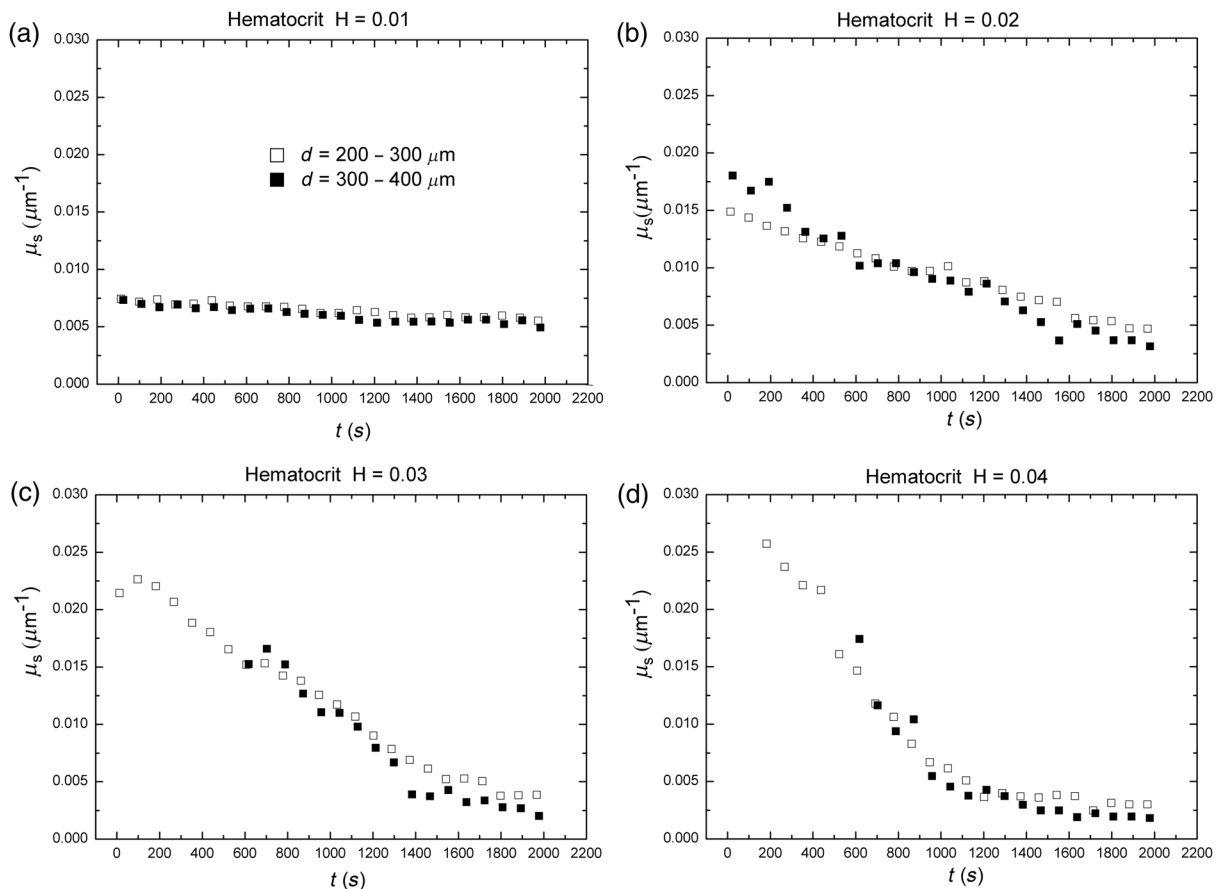 (a)
Hematocrit H = 0.01
0.030
0.025
0.020
0.015
0.010
0.005
0.000
μs (μm-1)
□ d = 200 – 300 μm
■ d = 300 – 400 μm
0 200 400 600 800 1000 1200 1400 1600 1800 2000 2200
t (s)
(b)
Hematocrit H = 0.02
0.030
0.025
0.020
0.015
0.010
0.005
0.000
μs(μm-1)
0 200 400 600 800 1000 1200 1400 1600 1800 2000 2200
t (s)
(c)
Hematocrit H = 0.03
0.030
0.025
0.020
0.015
0.010
0.005
0.000
μs (μm-1)
0 200 400 600 800 1000 1200 1400 1600 1800 2000 2200
t (s)
(d)
Hematocrit H = 0.04
0.030
0.025
0.020
0.015
0.010
0.005
0.000
μs (μm-1)
0 200 400 600 800 1000 1200 1400 1600 1800 2000 2200
t (s)